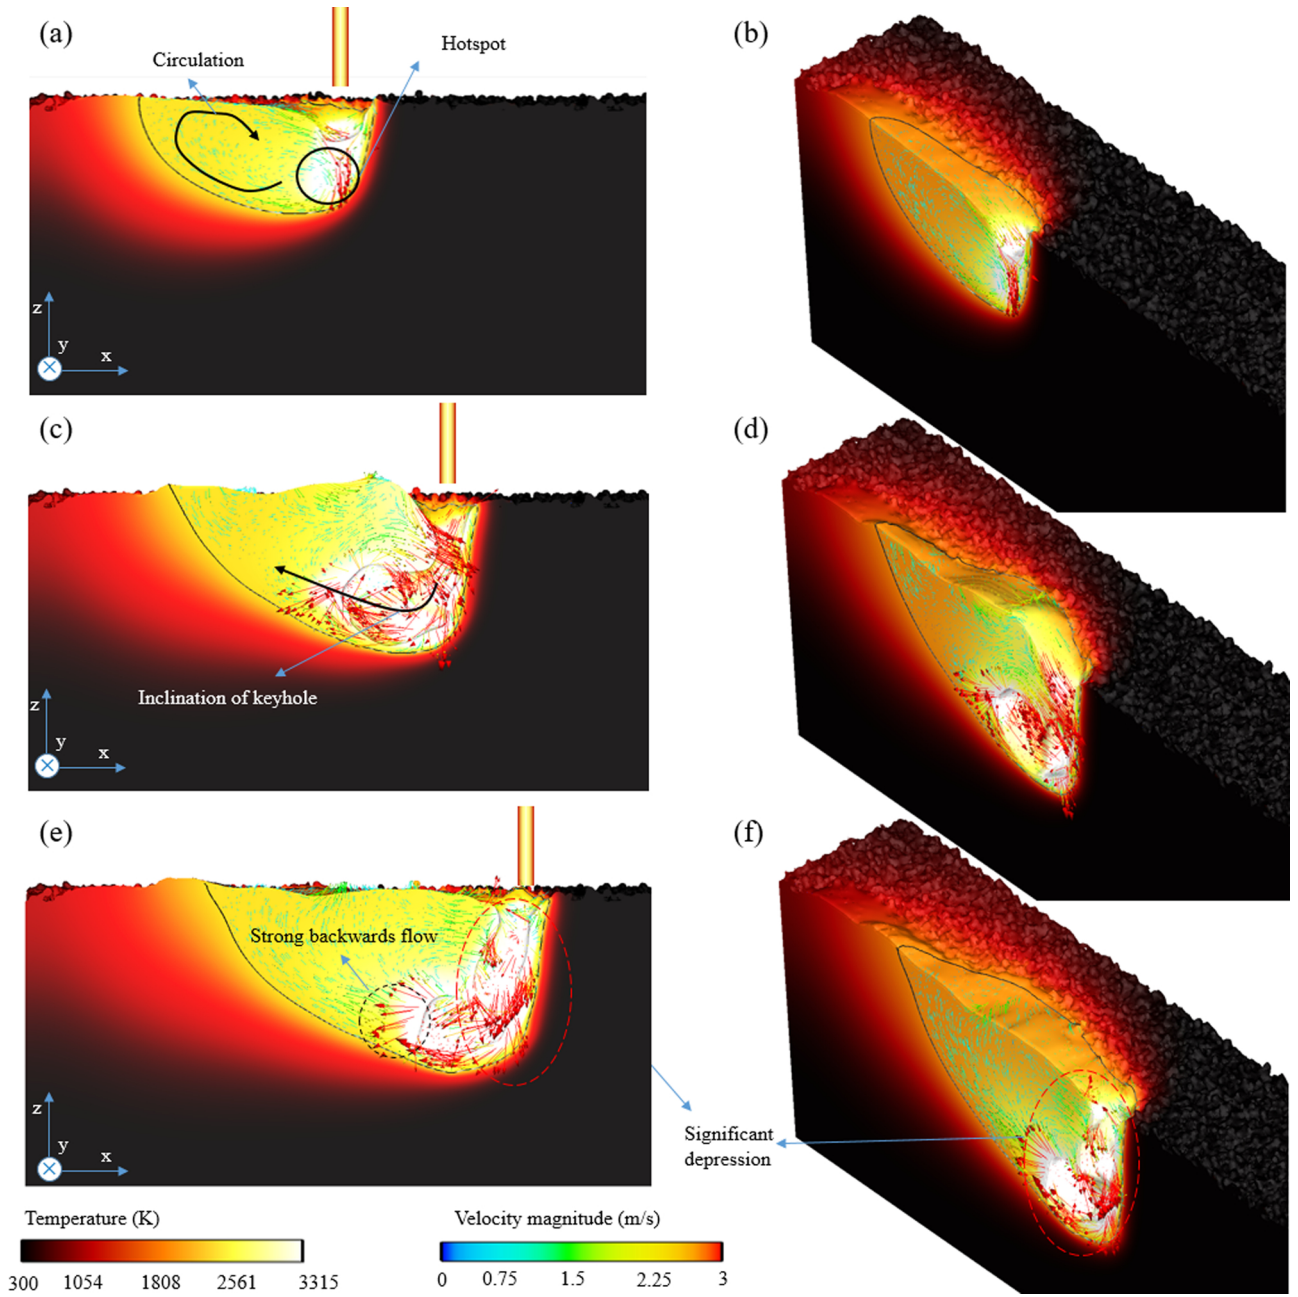 (a)
Hotspot
(b)
Circulation
z
y
x
(c)
(d)
Inclination of keyhole
z
y
x
(e)
(f)
Strong backwards flow
z
y
x
Significant
depression
Temperature (K)
300 1054 1808 2561 3315
Velocity magnitude (m/s)
0 0.75 1.5 2.25 3